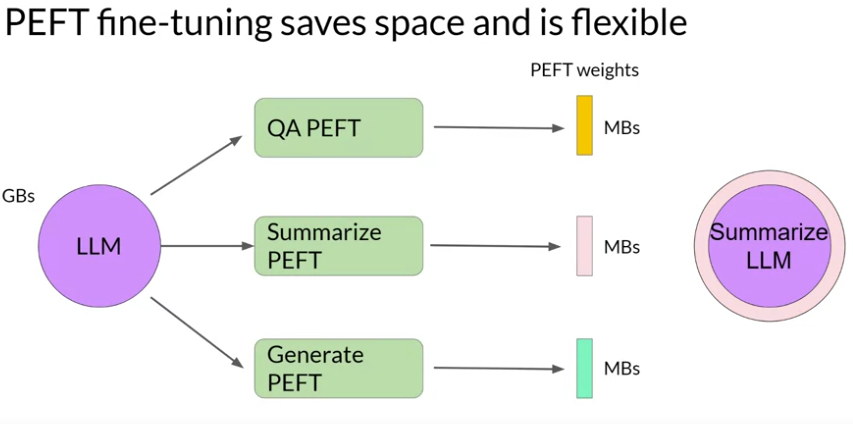 PEFT fine-tuning saves space and is flexible
PEFT weights
QA PEFT
MBs
GBs
LLM
Summarize
PEFT
MBs
Summarize
LLM
Generate
PEFT
MBs